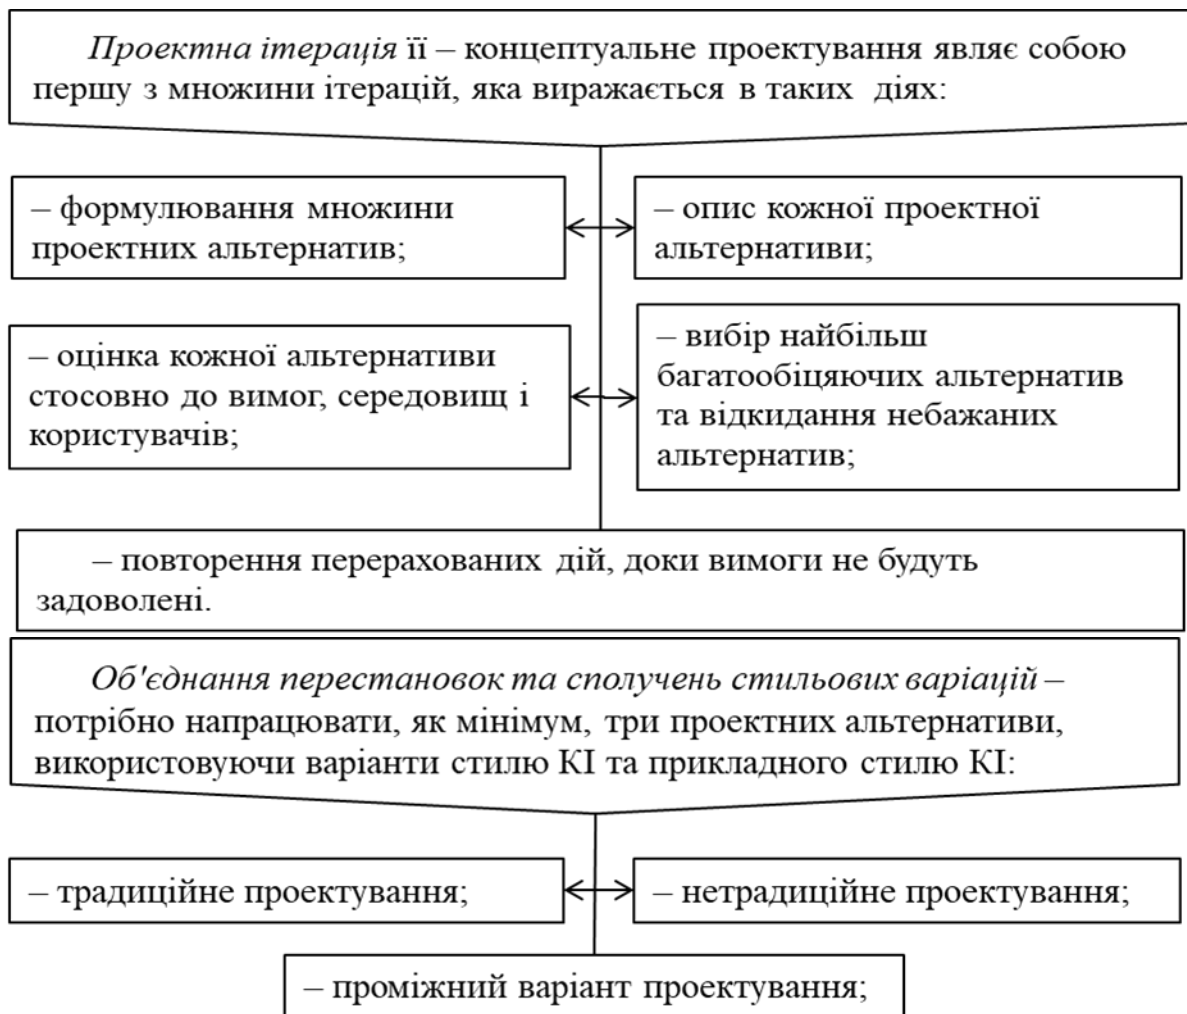 Проектна ітерація її – концептуальне проектування являє собою
першу з множини ітерацій, яка виражається в таких діях:
– формулювання множини
проектних альтернатив;
– опис кожної проектної
альтернативи;
– оцінка кожної альтернативи
стосовно до вимог, середовищ і
користувачів;
– вибір найбільш
багатообіцяючих альтернатив
та відкидання небажаних
альтернатив;
– повторення перерахованих дій, доки вимоги не будуть
задоволені.
Об'єднання перестановок та сполучень стильових варіацій –
потрібно напрацювати, як мінімум, три проектних альтернативи,
використовуючи варіанти стилю КІ та прикладного стилю КІ:
– традиційне проектування;
– нетрадиційне проектування;
– проміжний варіант проектування;